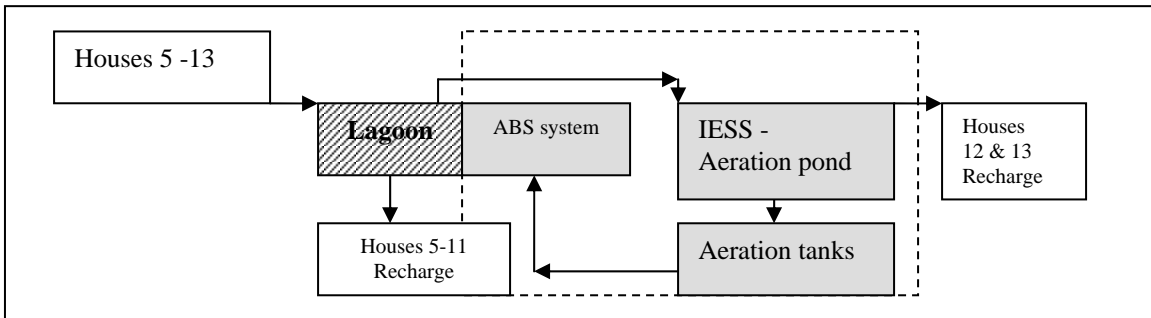 Houses 5 -13
Lagoon
ABS system
IESS -
Aeration pond
Houses
12 & 13
Recharge
Houses 5-11
Recharge
Aeration tanks